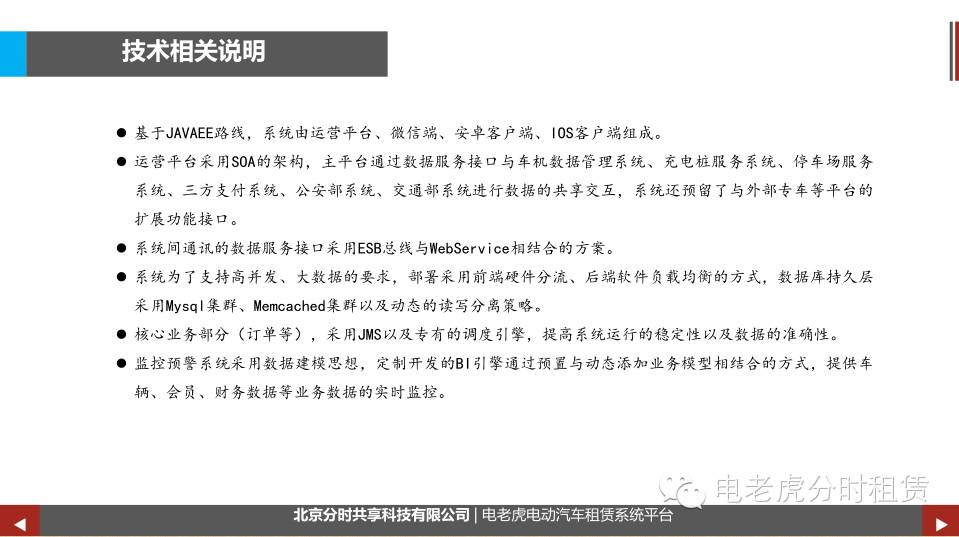 技术相关说明
● 基于JAVAEE路线，系统由运营平台、微信端、安卓客户端、IOS客户端组成。
● 运营平台采用SOA的架构，主平台通过数据服务接口与车机数据管理系统、充电桩服务系统、停车场服务
系统、三方支付系统、公安部系统、交通部系统进行数据的共享交互，系统还预留了与外部专车等平台的
扩展功能接口。
● 系统间通讯的数据服务接口采用ESB总线与WebService相结合的方案。
● 系统为了支持高并发、大数据的要求，部署采用前端硬件分流、后端软件负载均衡的方式，数据库持久层
采用Mysql集群、Memcached集群以及动态的读写分离策略。
● 核心业务部分（订单等），采用JMS以及专有的调度引擎，提高系统运行的稳定性以及数据的准确性。
● 监控预警系统采用数据建模思想，定制开发的BI引擎通过预置与动态添加业务模型相结合的方式，提供车
辆、会员、财务数据等业务数据的实时监控。
电老虎分时租赁
北京分时共享科技有限公司 | 电老虎电动汽车租赁系统平台